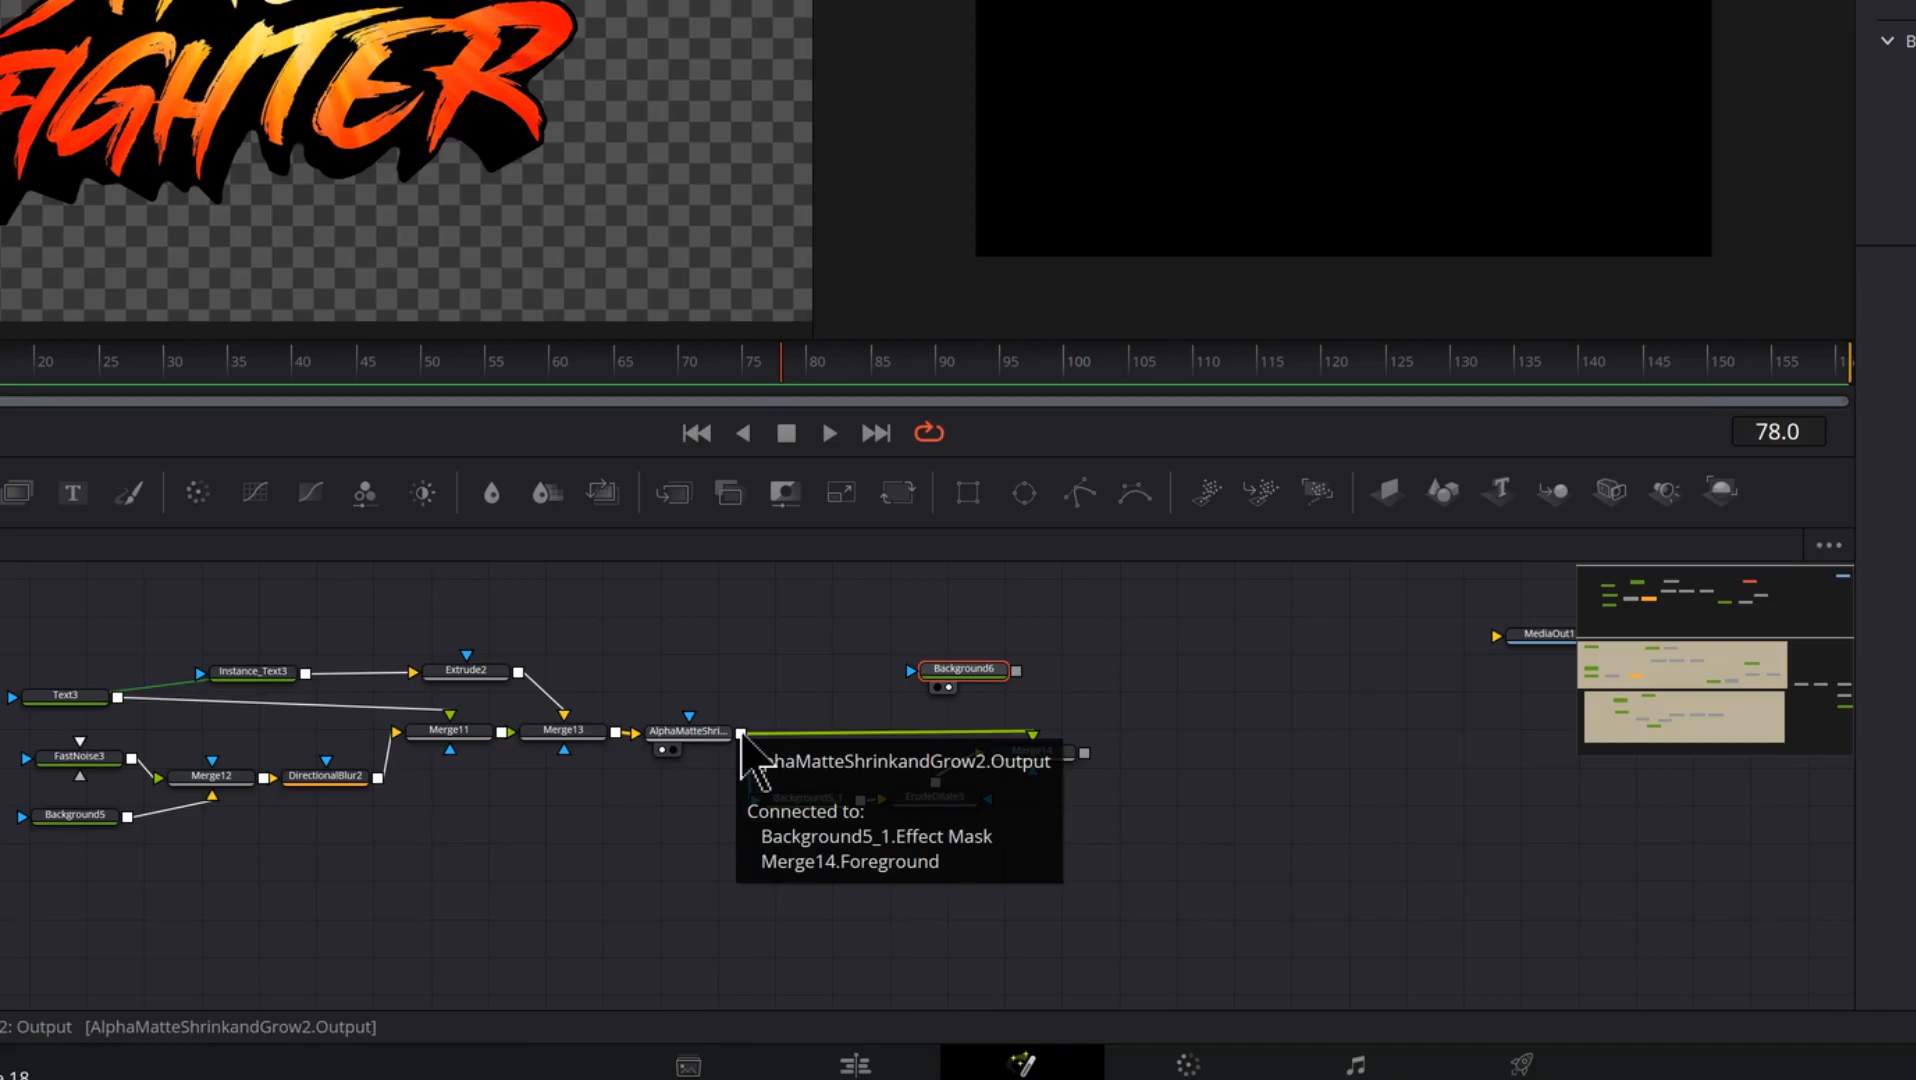 FIGHTER
B
20 25 30 35 40 45 50 55 60 65 70 75 80 85 90 95 100 105 110 115 120 125 130 135 140 145 150 155
78.0
T
MediaOut1
Instance_Text3
Extrude2
Background6
Text3
Merge11
Merge13
AlphaMatteShri...
FastNoise3
Merge14
haMatteShrinkandGrow2.Output
Merge12
DirectionalBlur2
Background5_1
ErodeDilate3
Background5
Connected to:
Background5_1.Effect Mask
Merge14.Foreground
2: Output [AlphaMatteShrinkandGrow2.Output]
18